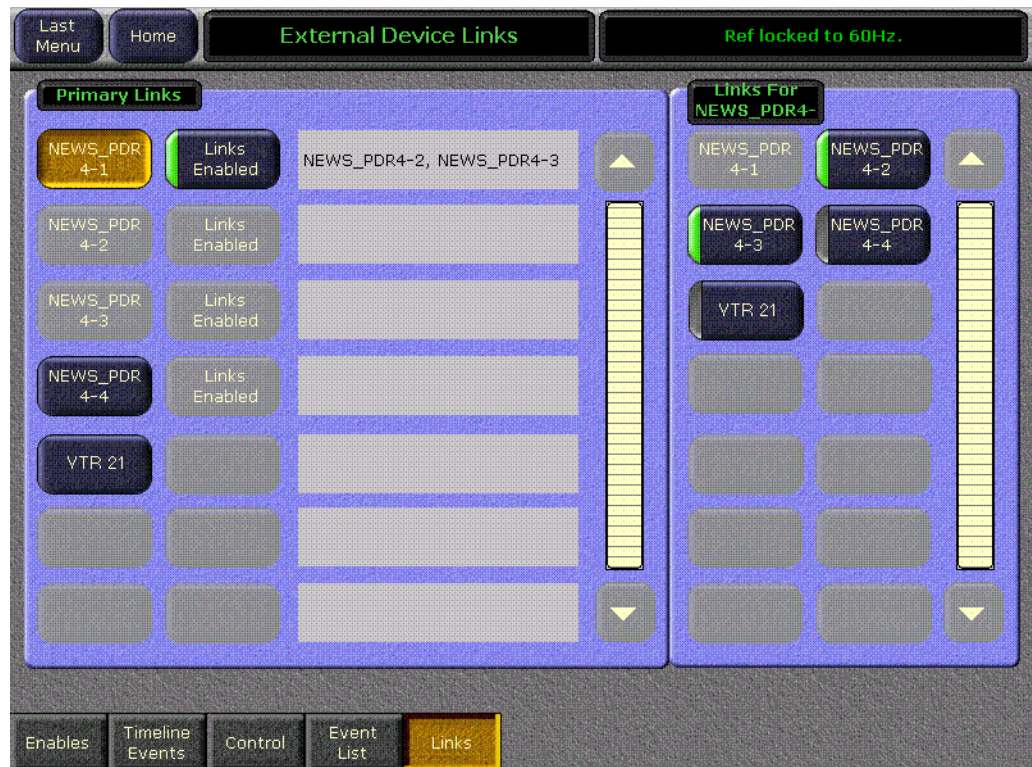 Last
Menu
Home
External Device Links
Ref locked to 60Hz.
Primary Links
NEWS_PDR
4-1
Links
Enabled
NEWS_PDR4-2, NEWS_PDR4-3
NEWS_PDR
4-2
Links
Enabled
NEWS_PDR
4-3
Links
Enabled
NEWS_PDR
4-4
Links
Enabled
VTR 21
Links For
NEWS_PDR4-
NEWS_PDR
4-1
NEWS_PDR
4-2
NEWS_PDR
4-3
NEWS_PDR
4-4
VTR 21
Enables
Timeline
Events
Control
Event
List
Links